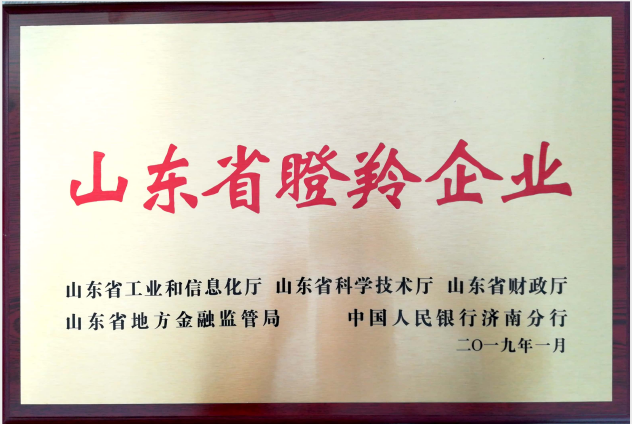 山东省瞪羚企业
山东省工业和信息化厅 山东省科学技术厅 山东省财政厅
山东省地方金融监管局 中国人民银行济南分行
二〇一九年一月